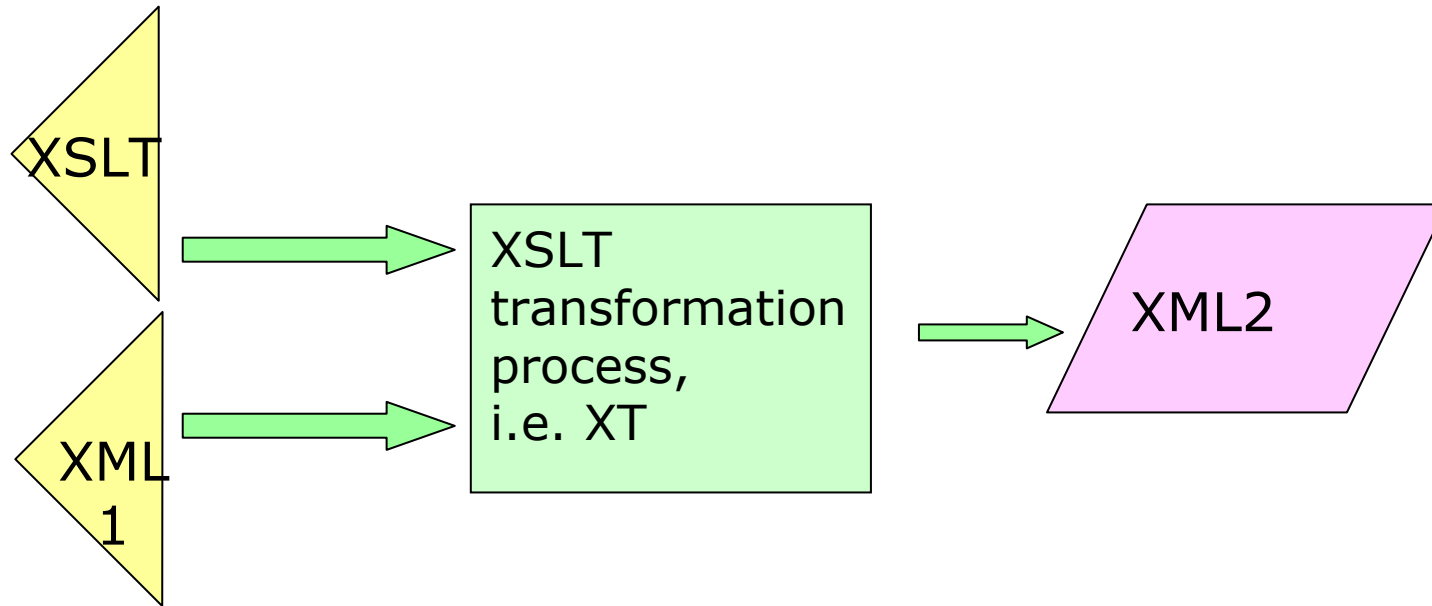 XSLT
XML
1
XSLT
transformation
process,
i.e. XT
XML2